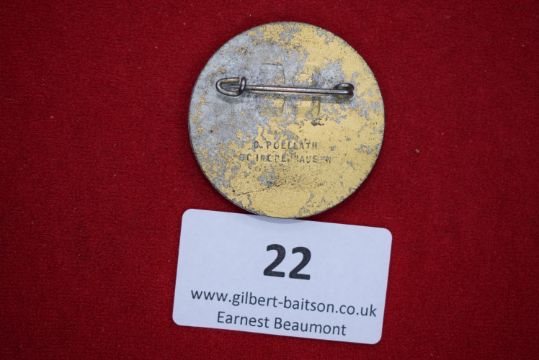 C. POELLATH
SCHROBENHAUSEN
22
www.gilbert-baitson.co.uk
Earnest Beaumont